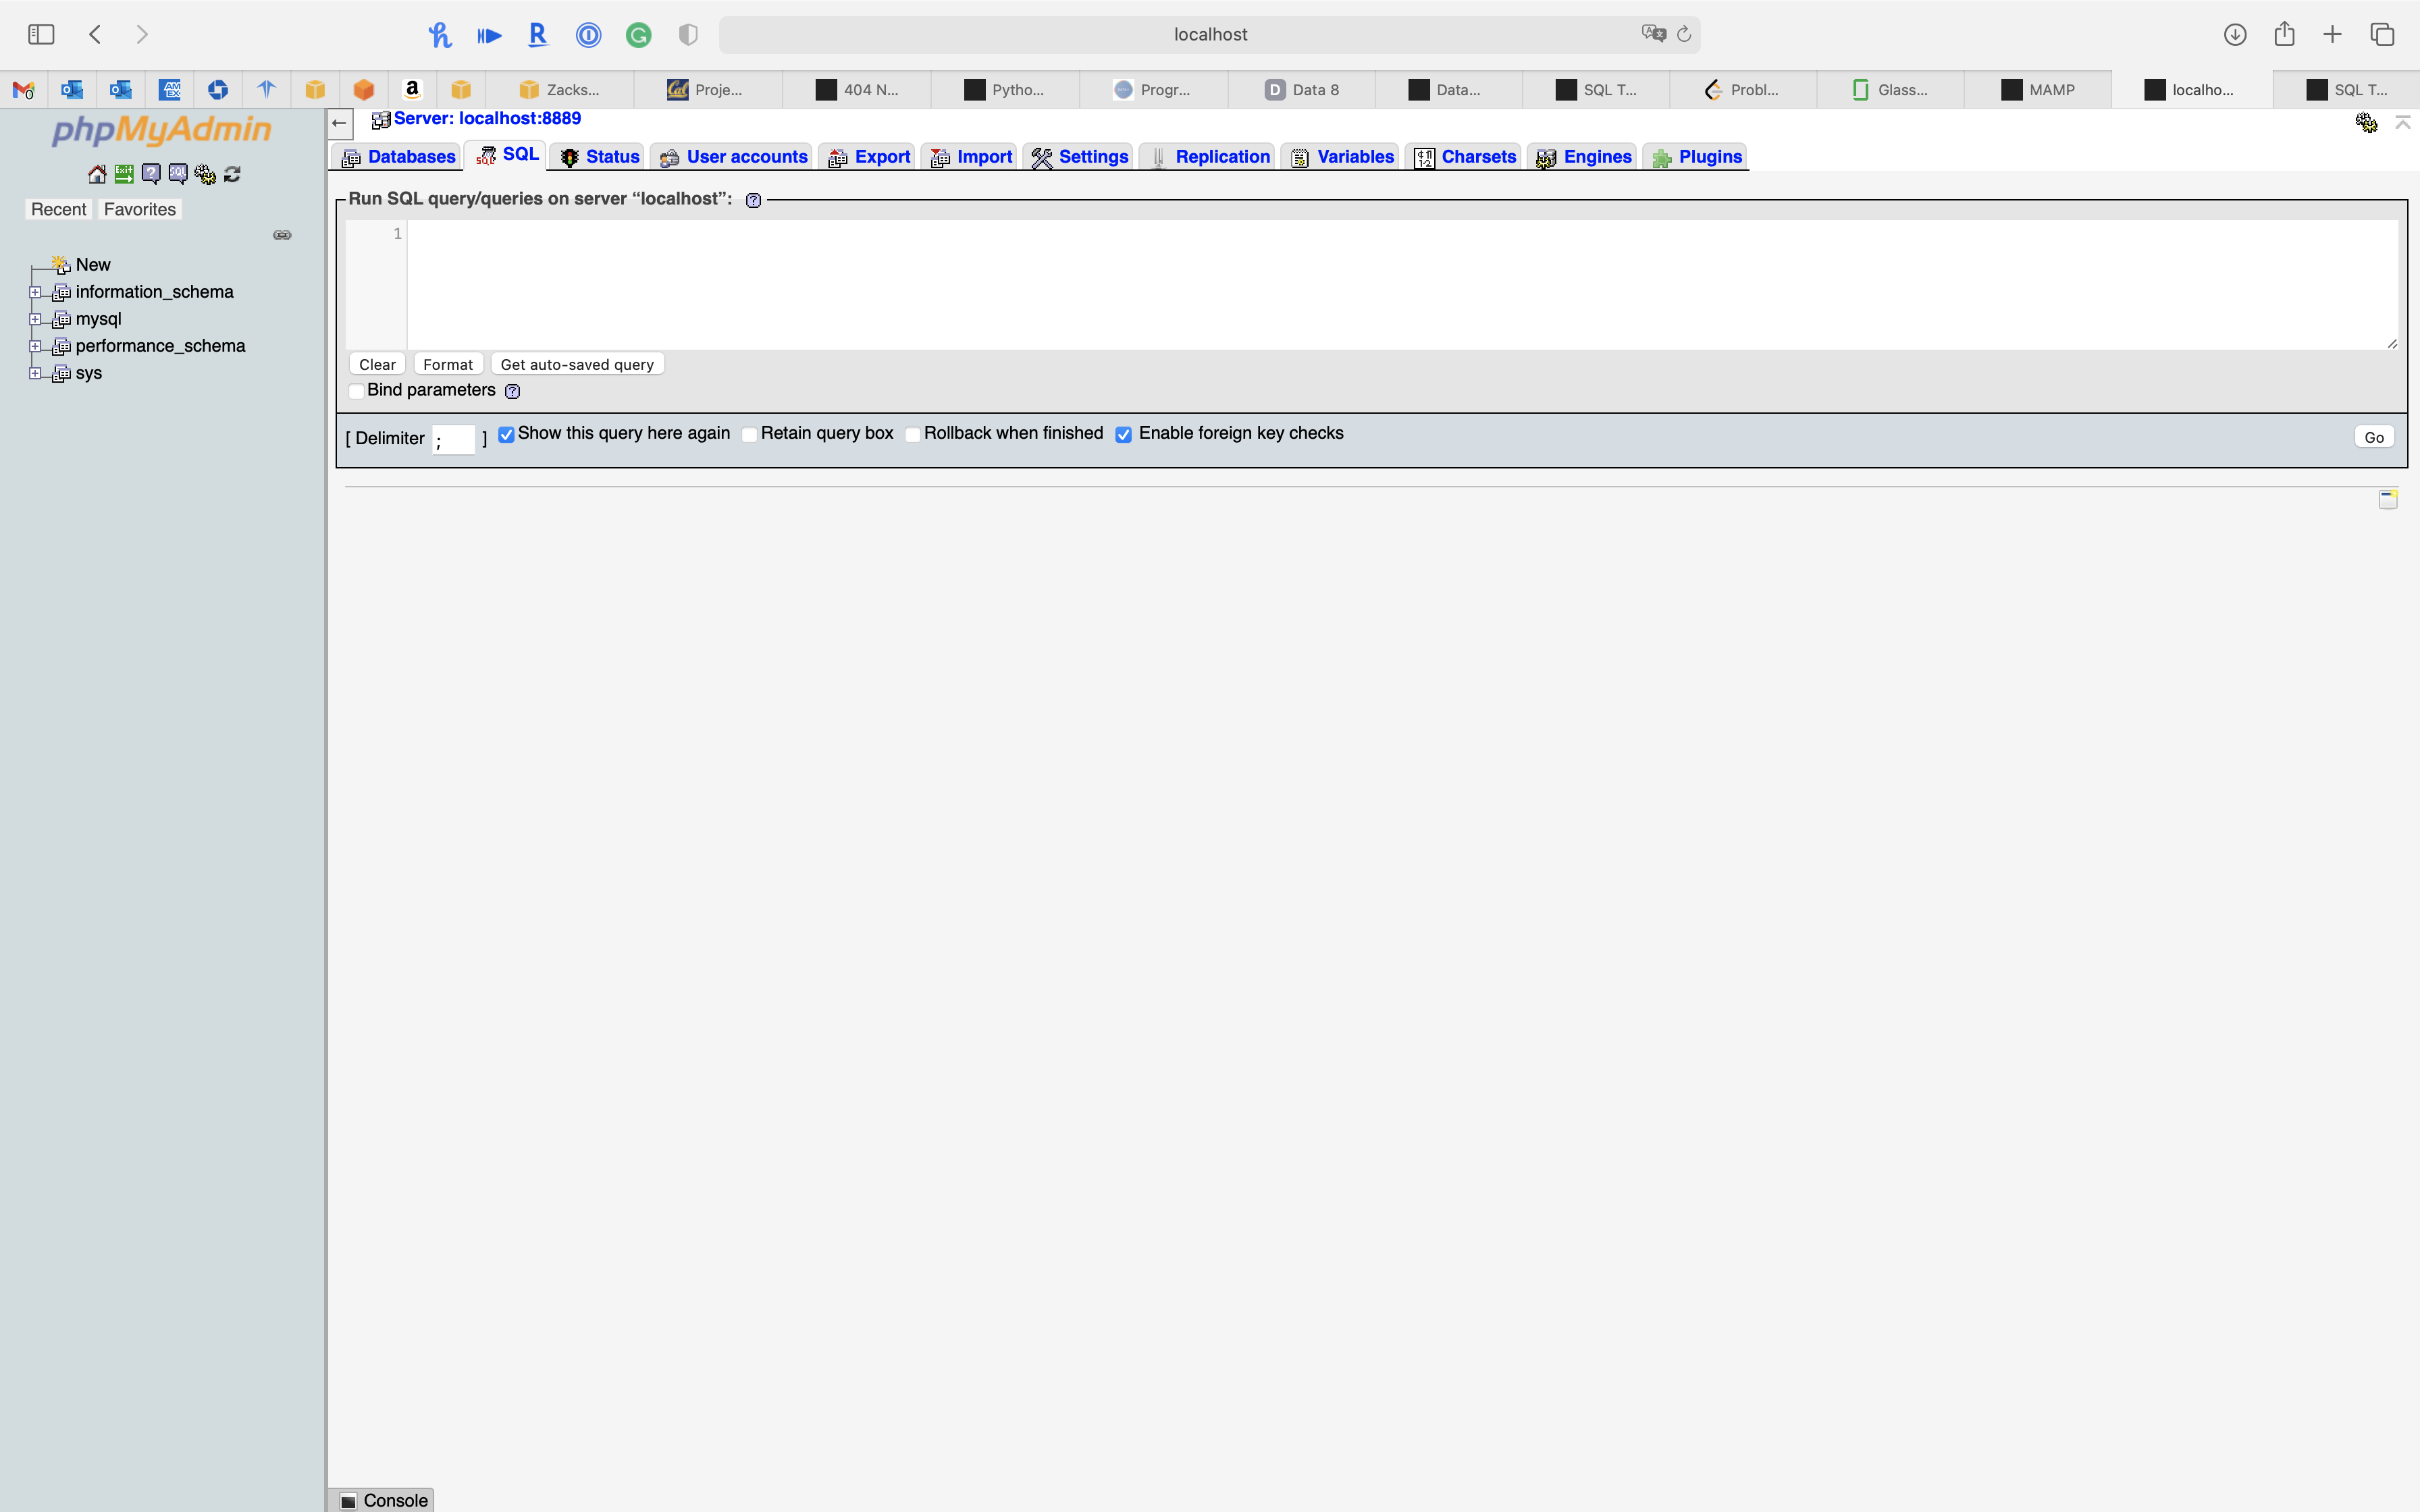 localhost
Zacks...
Proje...
404 N...
Pytho...
Progr...
Data 8
Data...
SQL T...
Probl...
Glass...
MAMP
localho...
SQL T...
phpMyAdmin
Recent Favorites
New
information_schema
mysql
performance_schema
sys
Server: localhost:8889
Databases SQL Status User accounts Export Import Settings Replication Variables Charsets Engines Plugins
Run SQL query/queries on server “localhost”:
1
Clear Format Get auto-saved query
Bind parameters
[ Delimiter ; ] Show this query here again Retain query box Rollback when finished Enable foreign key checks Go
Console